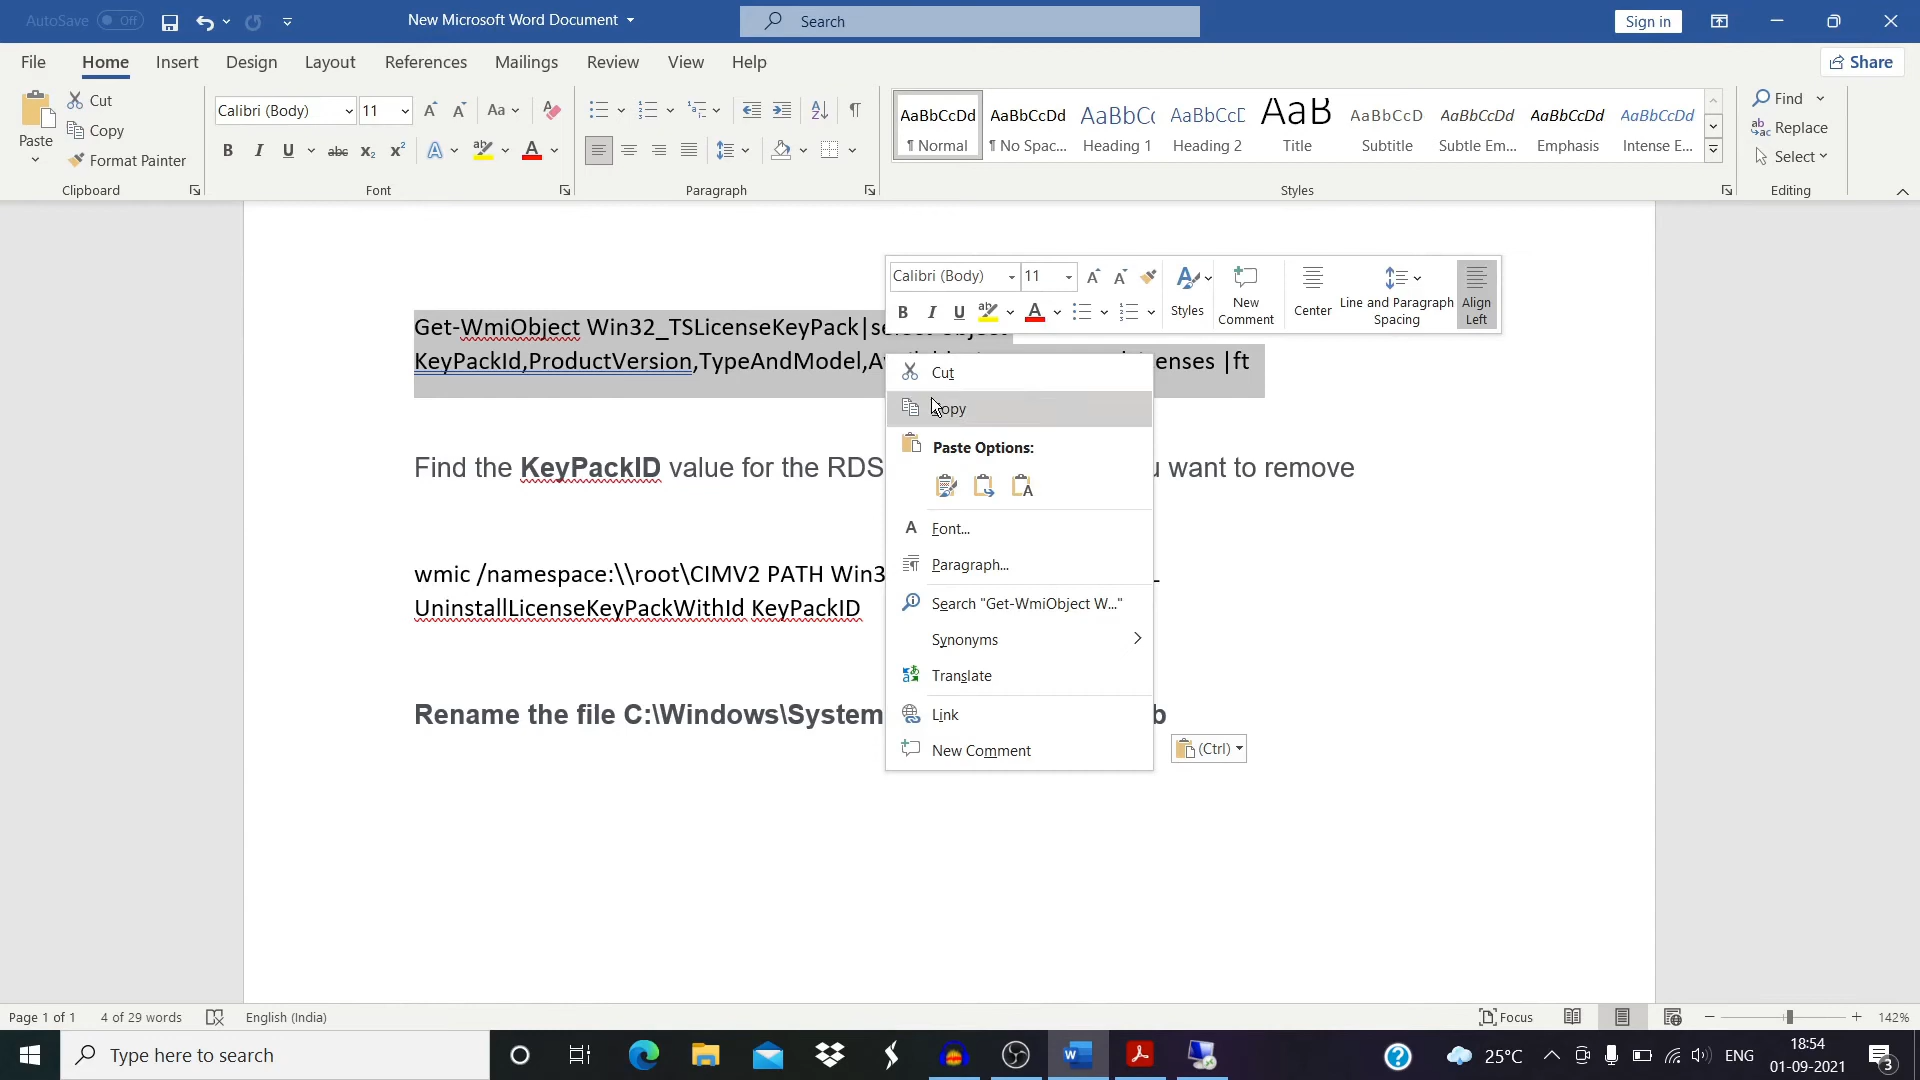 AutoSave Off
New Microsoft Word Document
Search
Sign in
File Home Insert Design Layout References Mailings Review View Help
Share
Paste
Cut
Copy
Format Painter
Clipboard
Calibri (Body) 11
Font
Paragraph
AaBbCcDd
¶ Normal
AaBbCcDd
¶ No Spac...
AaBbCc
Heading 1
AaBbCcD
Heading 2
AaB
Title
AaBbCcD
Subtitle
AaBbCcDd
Subtle Em...
AaBbCcDd
Emphasis
AaBbCcDd
Intense E...
Styles
Find
Replace
Select
Editing
Calibri (Body) 11
Styles
New
Comment
Center
Line and Paragraph
Spacing
Align
Left
Get-WmiObject Win32_TSLicenseKeyPack|
KeyPackId,ProductVersion,TypeAndModel, |ft
Find the KeyPackID value for the RDS want to remove
wmic /namespace:\\root\CIMV2 PATH
UninstallLicenseKeyPackWithId KeyPackID
Rename the file C:\Windows\System
Cut
Copy
Paste Options:
Font...
Paragraph...
Search "Get-WmiObject W..."
Synonyms
Translate
Link
New Comment
(Ctrl)
Page 1 of 1 4 of 29 words English (India)
Focus
142%
Type here to search
25°C
ENG
18:54
01-09-2021
3